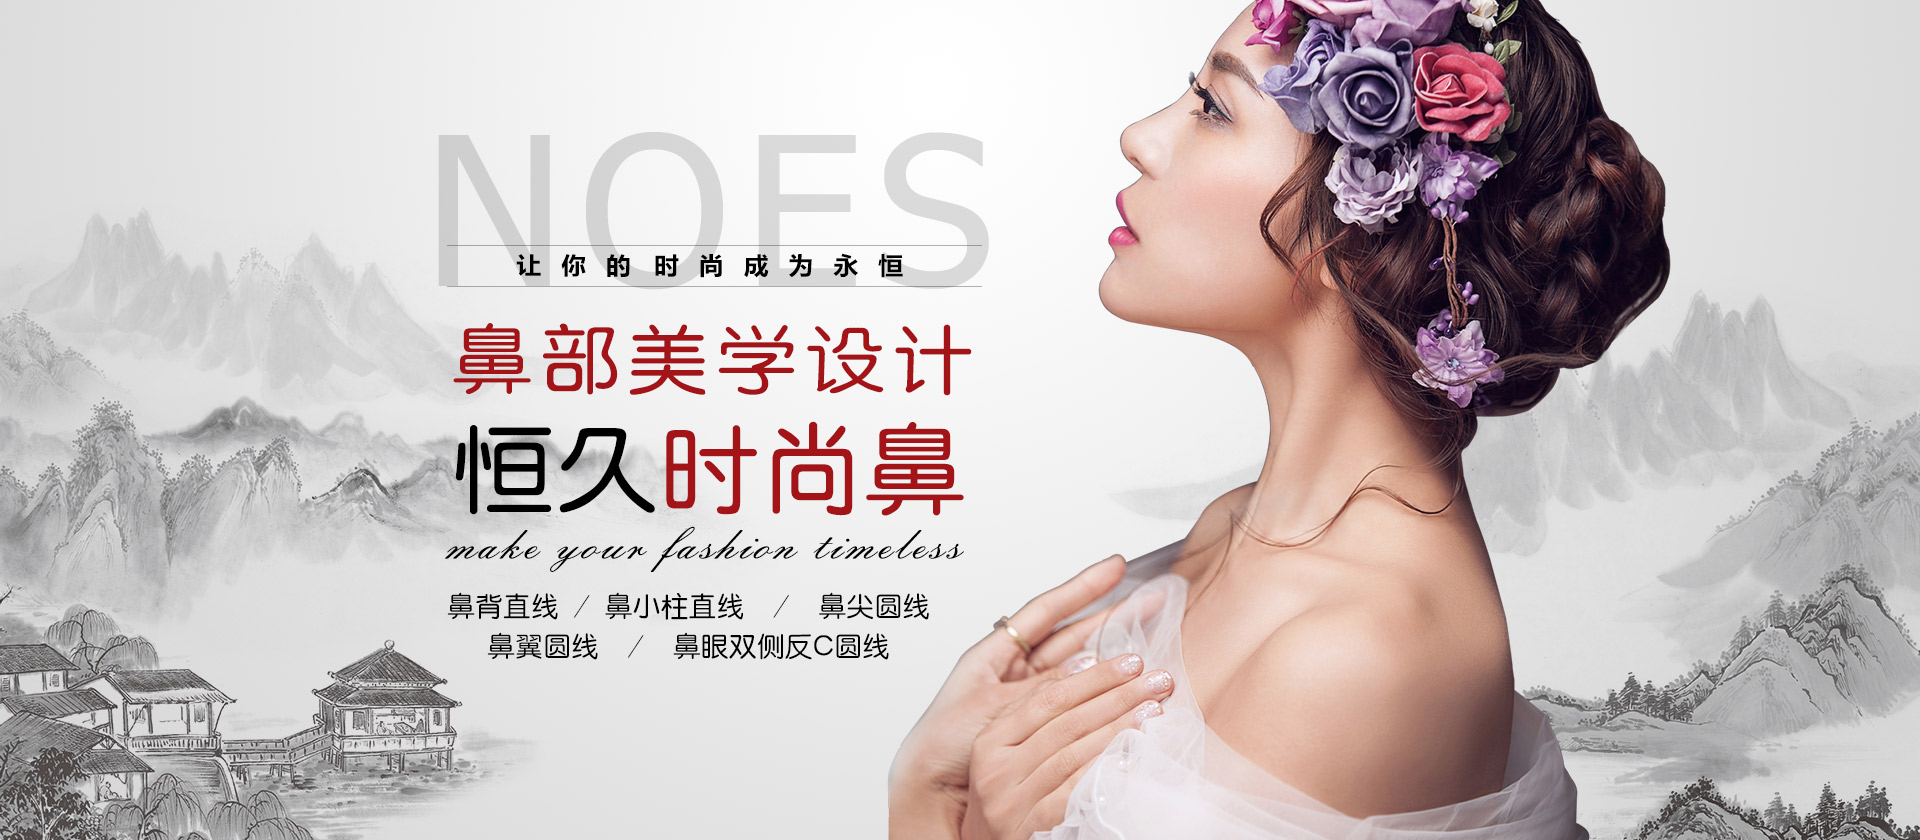 NOES
让你的时尚成为永恒
鼻部美学设计
恒久时尚鼻
make your fashion timeless
鼻背直线 / 鼻小柱直线 / 鼻尖圆线
鼻翼圆线 / 鼻眼双侧反C圆线